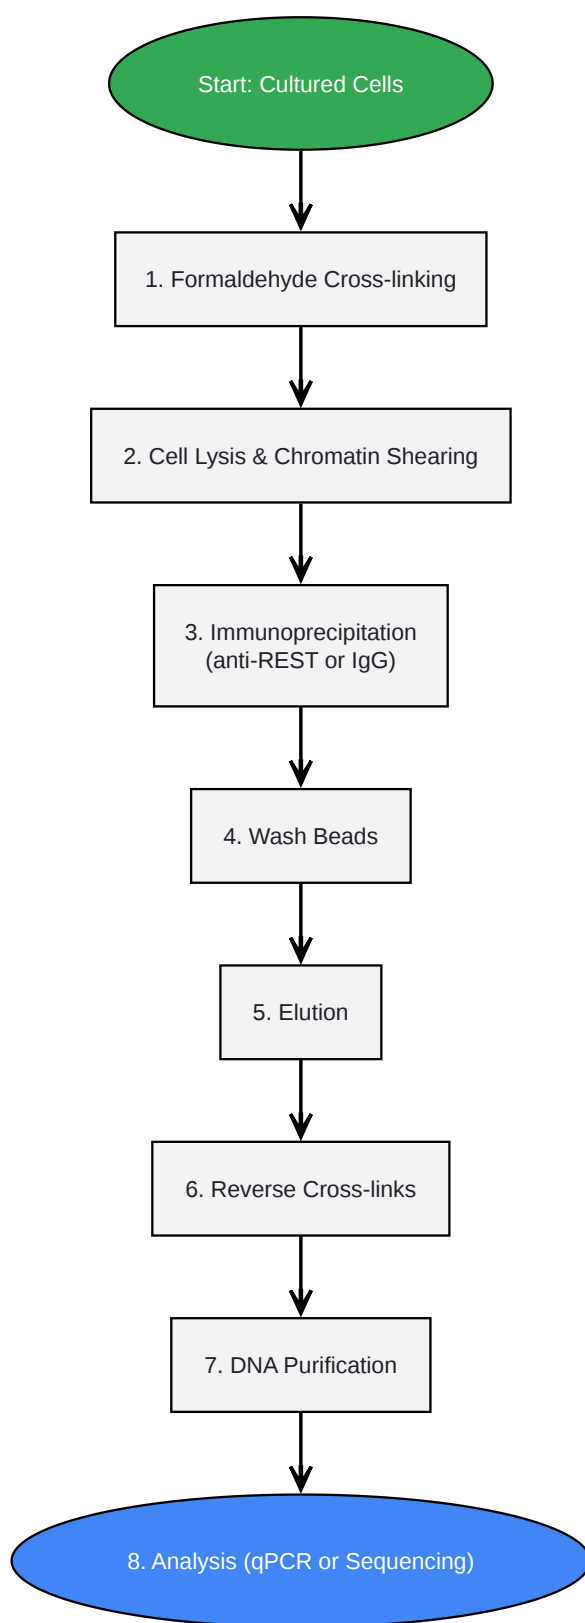 Start: Cultured Cells
1. Formaldehyde Cross-linking
2. Cell Lysis & Chromatin Shearing
3. Immunoprecipitation
(anti-REST or IgG)
4. Wash Beads
5. Elution
6. Reverse Cross-links
7. DNA Purification
8. Analysis (qPCR or Sequencing)